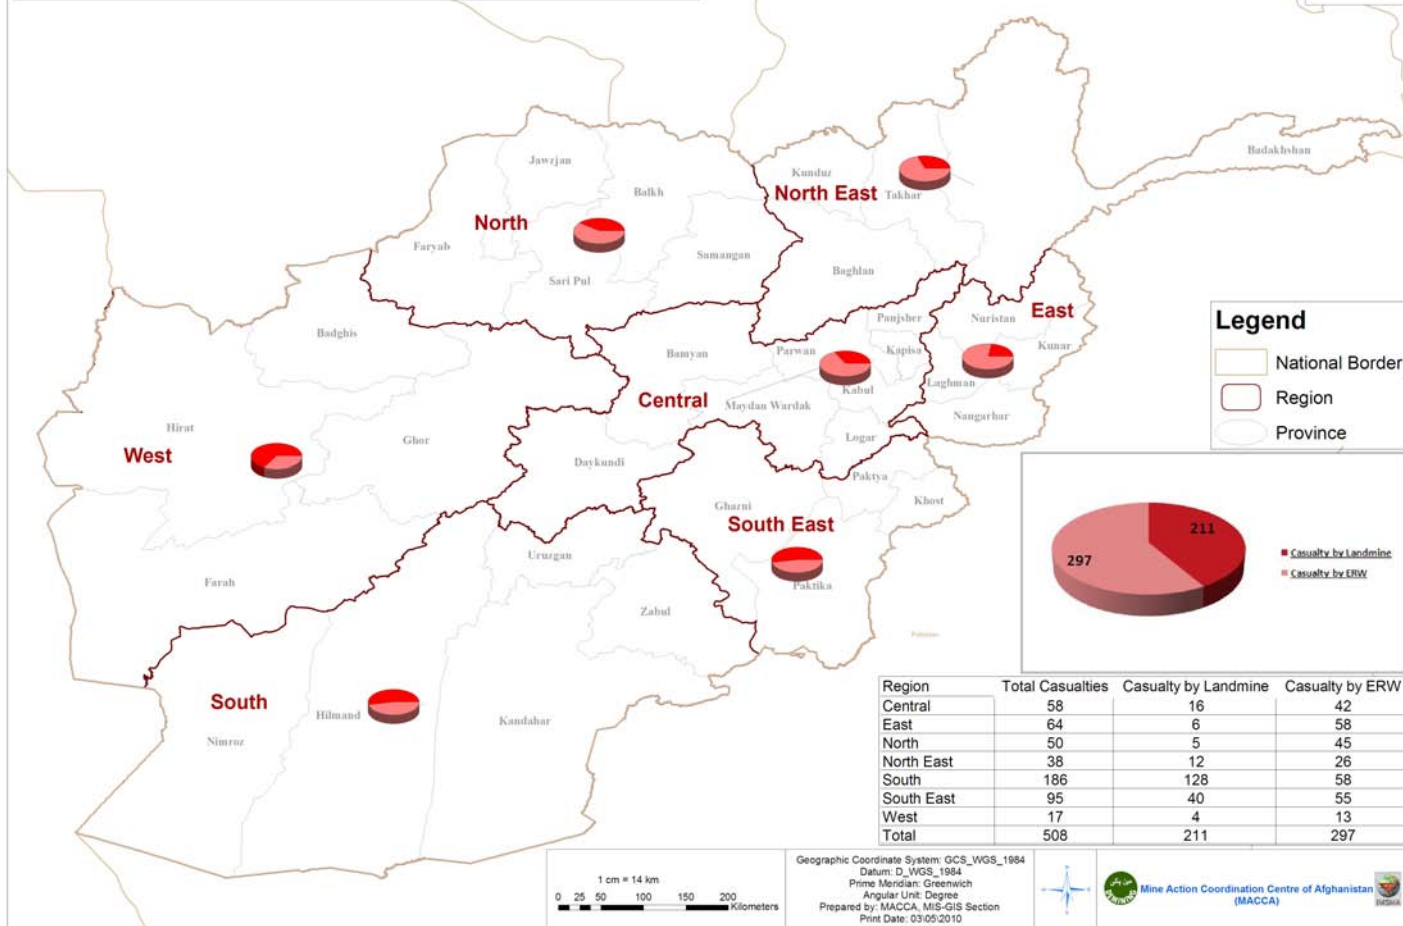 Jawzjan
Balkh
Kunduz
Badakhshan
North East
Takhar
North
Faryab
Samangan
Sari Pul
Baghlan
East
Nuristan
Panjsher
Kunar
Badghis
Bamyan
Parwan
Kapisa
Kabul
Laghman
Central
Maydan Wardak
Nangarhar
Hirat
Ghor
West
Logar
Daykundi
Paktya
Khost
Ghazni
South East
Uruzgan
Farah
Paktika
Zabul
Pakistan
South
Hilmand
Nimroz
Kandahar
Legend
National Border
Region
Province
211
297
Casualty by Landmine
Casualty by ERW
Region Total Casualties Casualty by Landmine Casualty by ERW
Central 58 16 42
East 64 6 58
North 50 5 45
North East 38 12 26
South 186 128 58
South East 95 40 55
West 17 4 13
Total 508 211 297
1 cm = 14 km
0 25 50 100 150 200
Kilometers
Geographic Coordinate System: GCS_WGS_1984
Datum: D_WGS_1984
Prime Meridian: Greenwich
Angular Unit: Degree
Prepared by: MACCA, MIS-GIS Section
Print Date: 03\05\2010
DEMINING
Mine Action Coordination Centre of Afghanistan
(MACCA)
IMSMA